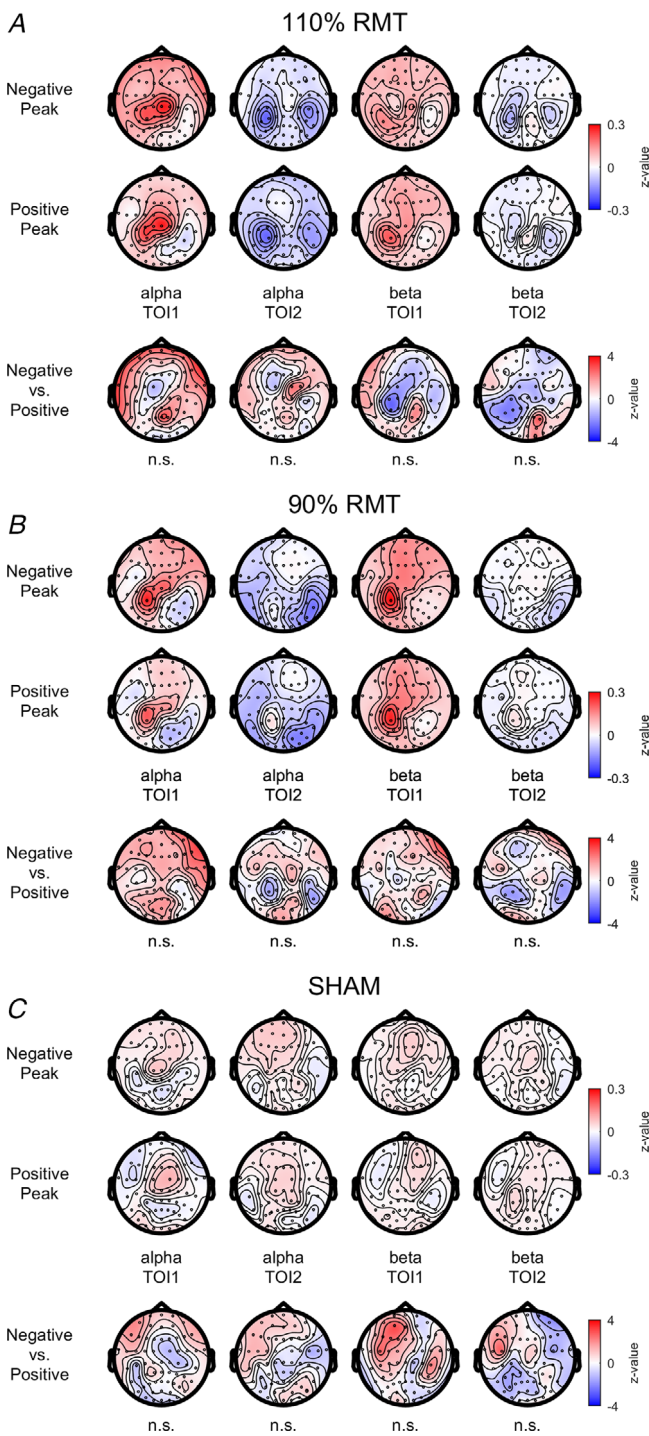 A
110% RMT
Negative
Peak
0.3
0
-0.3
z-value
Positive
Peak
alpha
TOI1
alpha
TOI2
beta
TOI1
beta
TOI2
Negative
vs.
Positive
4
0
-4
z-value
n.s.
n.s.
n.s.
n.s.
B
90% RMT
Negative
Peak
Positive
Peak
0.3
0
-0.3
z-value
alpha
TOI1
alpha
TOI2
beta
TOI1
beta
TOI2
Negative
vs.
Positive
4
0
-4
z-value
n.s.
n.s.
n.s.
n.s.
SHAM
C
Negative
Peak
0.3
0
-0.3
z-value
Positive
Peak
alpha
TOI1
alpha
TOI2
beta
TOI1
beta
TOI2
Negative
vs.
Positive
4
0
-4
z-value
n.s.
n.s.
n.s.
n.s.